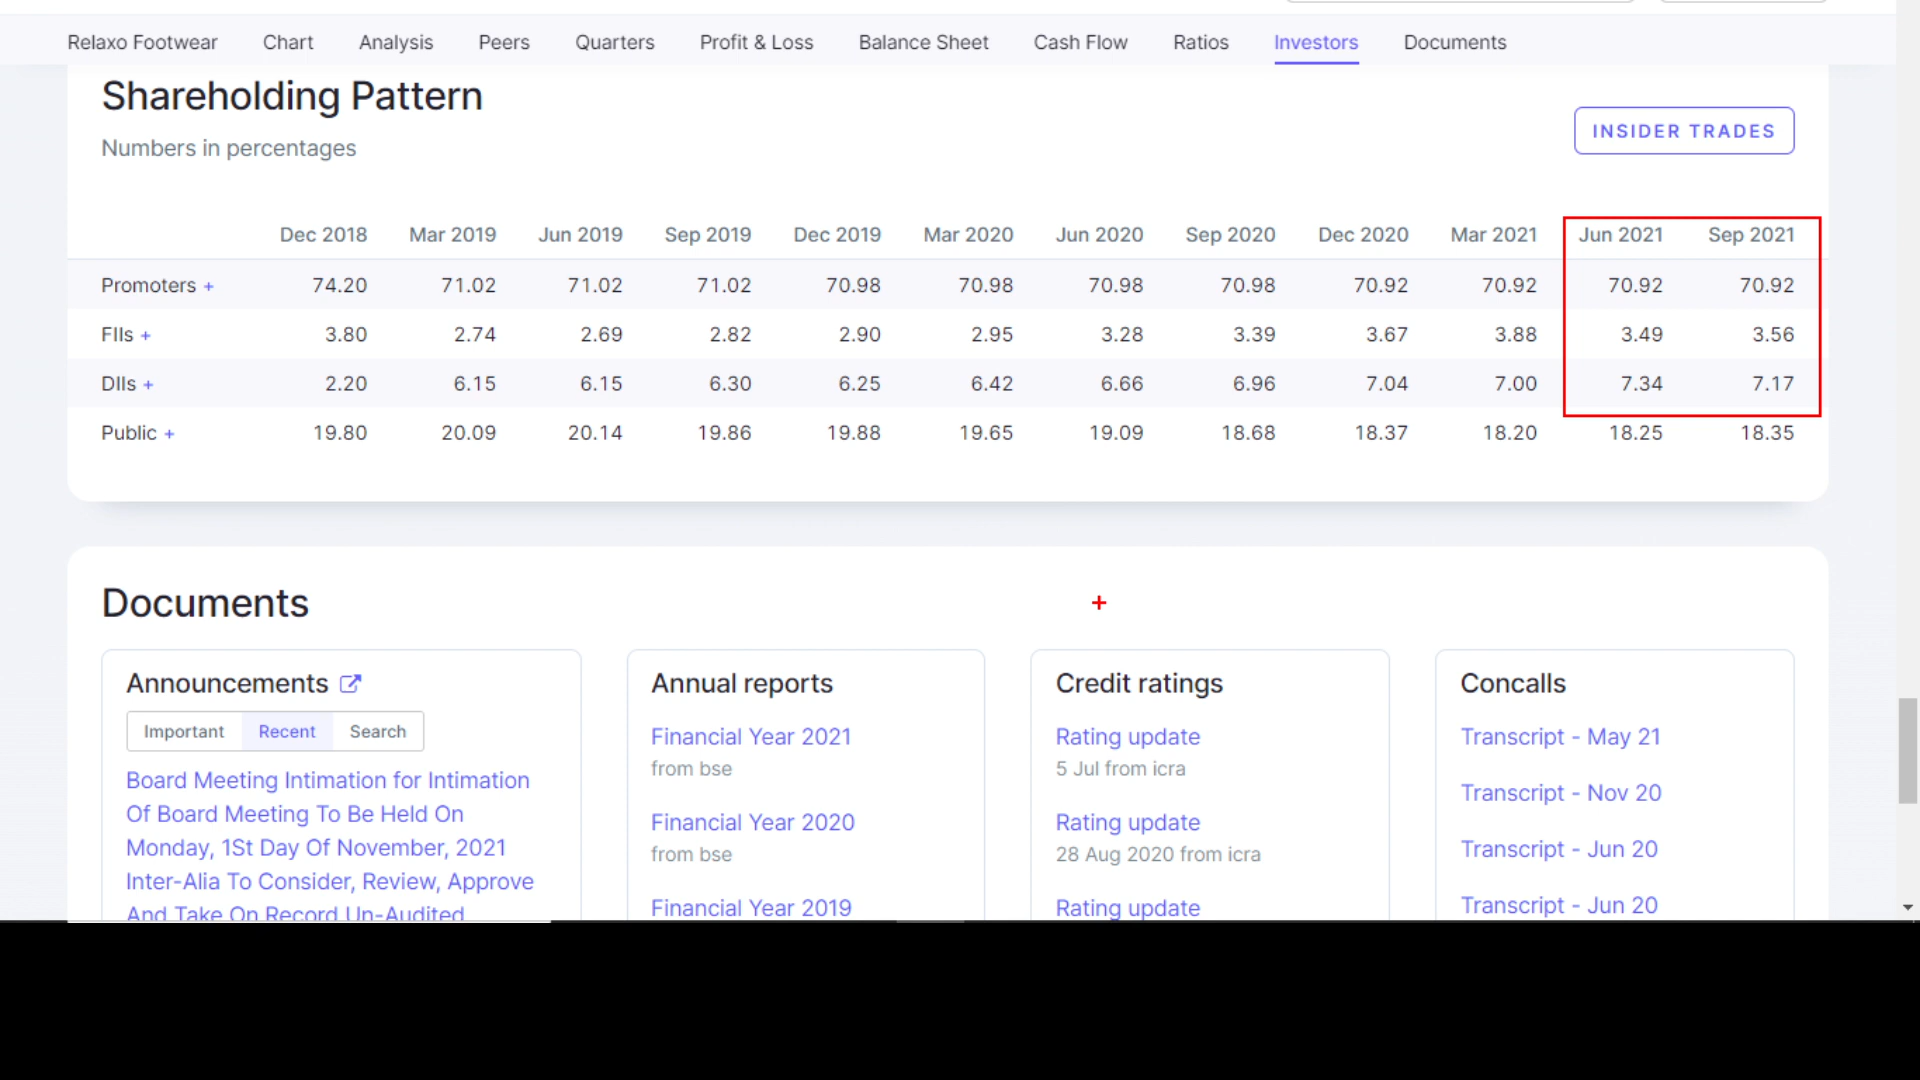 Relaxo Footwear Chart Analysis Peers Quarters Profit & Loss Balance Sheet Cash Flow Ratios Investors Documents
Shareholding Pattern
INSIDER TRADES
Numbers in percentages
Dec 2018 Mar 2019 Jun 2019 Sep 2019 Dec 2019 Mar 2020 Jun 2020 Sep 2020 Dec 2020 Mar 2021 Jun 2021 Sep 2021
Promoters + 74.20 71.02 71.02 71.02 70.98 70.98 70.98 70.98 70.92 70.92 70.92 70.92
FIIs + 3.80 2.74 2.69 2.82 2.90 2.95 3.28 3.39 3.67 3.88 3.49 3.56
DIIs + 2.20 6.15 6.15 6.30 6.25 6.42 6.66 6.96 7.04 7.00 7.34 7.17
Public + 19.80 20.09 20.14 19.86 19.88 19.65 19.09 18.68 18.37 18.20 18.25 18.35
Documents
Announcements
Important Recent Search
Board Meeting Intimation for Intimation
Of Board Meeting To Be Held On
Monday, 1St Day Of November, 2021
Inter-Alia To Consider, Review, Approve
And Take On Record Un-Audited
Annual reports
Financial Year 2021
from bse
Financial Year 2020
from bse
Financial Year 2019
Credit ratings
Rating update
5 Jul from icra
Rating update
28 Aug 2020 from icra
Rating update
Concalls
Transcript - May 21
Transcript - Nov 20
Transcript - Jun 20
Transcript - Jun 20